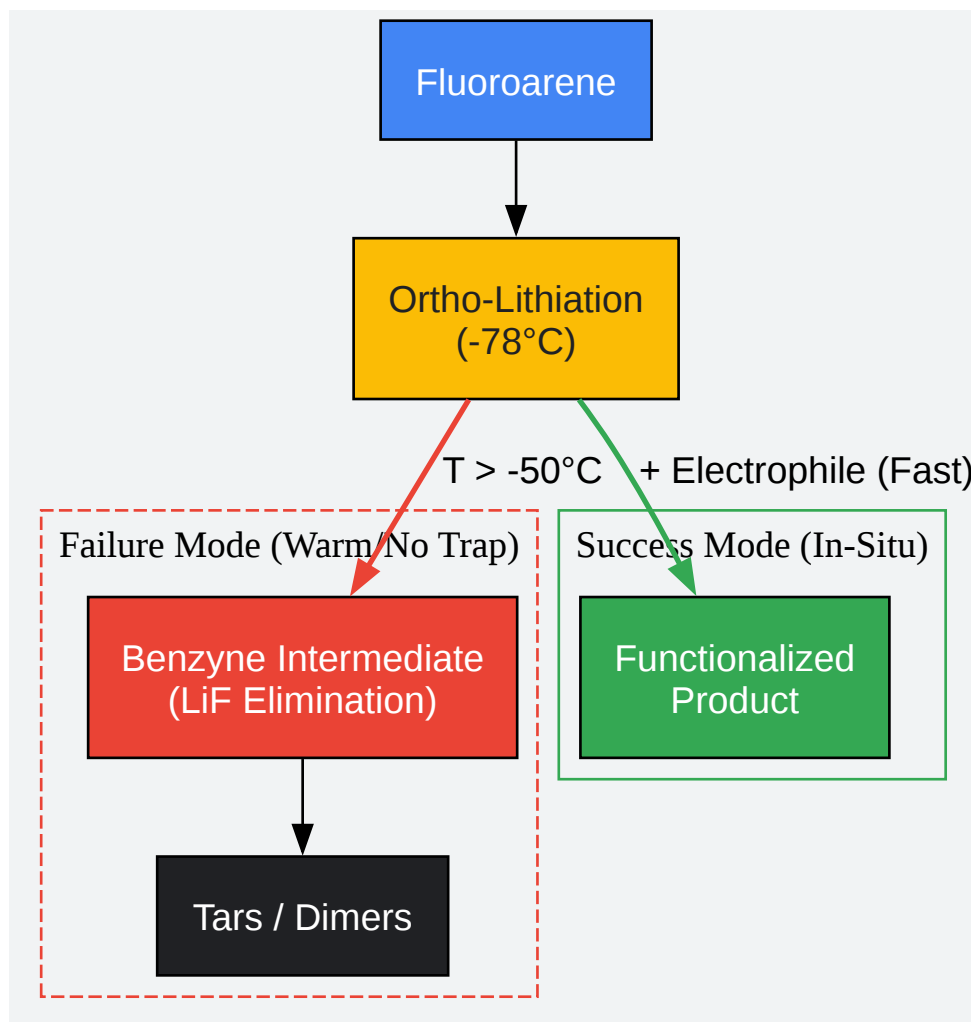 Fluoroarene
Ortho-Lithiation
(-78°C)
T > -50°C
+ Electrophile (Fast)
Failure Mode (Warm/No Trap)
Success Mode (In-Situ)
Benzyne Intermediate
(LiF Elimination)
Functionalized
Product
Tars / Dimers